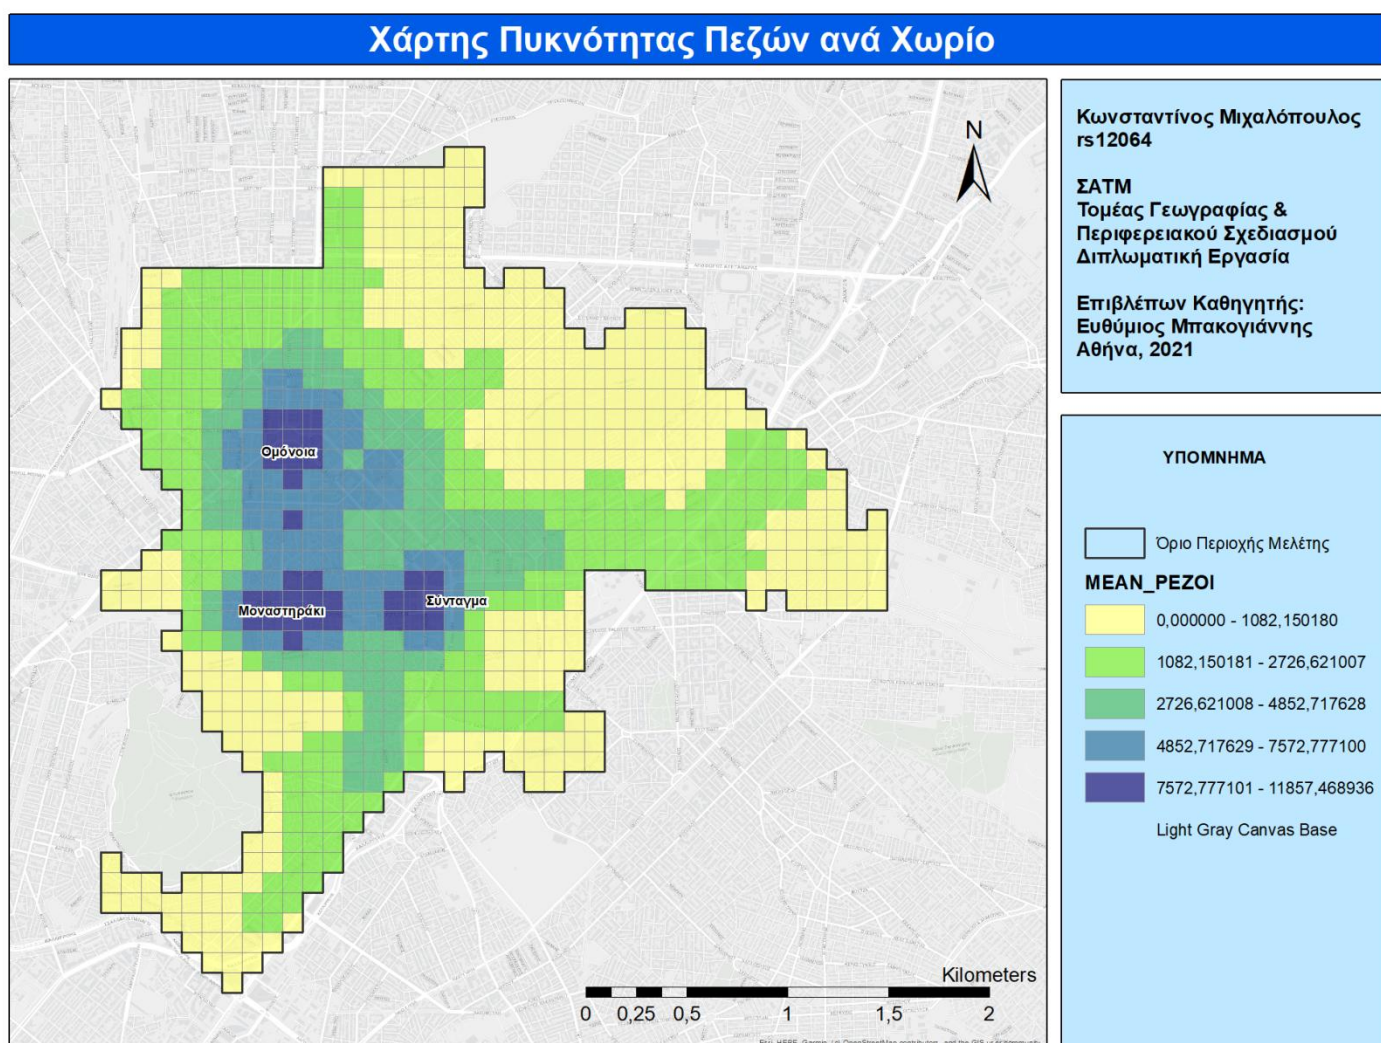 Χάρτης Πυκνότητας Πεζών ανά Χωρίο
N
Ομόνοια
Μοναστηράκι
Σύνταγμα
Kilometers
0 0,25 0,5 1 1,5 2
Κωνσταντίνος Μιχαλόπουλος
rs12064
ΣΑΤΜ
Τομέας Γεωγραφίας &
Περιφερειακού Σχεδιασμού
Διπλωματική Εργασία
Επιβλέπων Καθηγητής:
Ευθύμιος Μπακογιάννης
Αθήνα, 2021
ΥΠΟΜΝΗΜΑ
Όριο Περιοχής Μελέτης
MEAN_PEZOI
0,000000 - 1082,150180
1082,150181 - 2726,621007
2726,621008 - 4852,717628
4852,717629 - 7572,777100
7572,777101 - 11857,468936
Light Gray Canvas Base